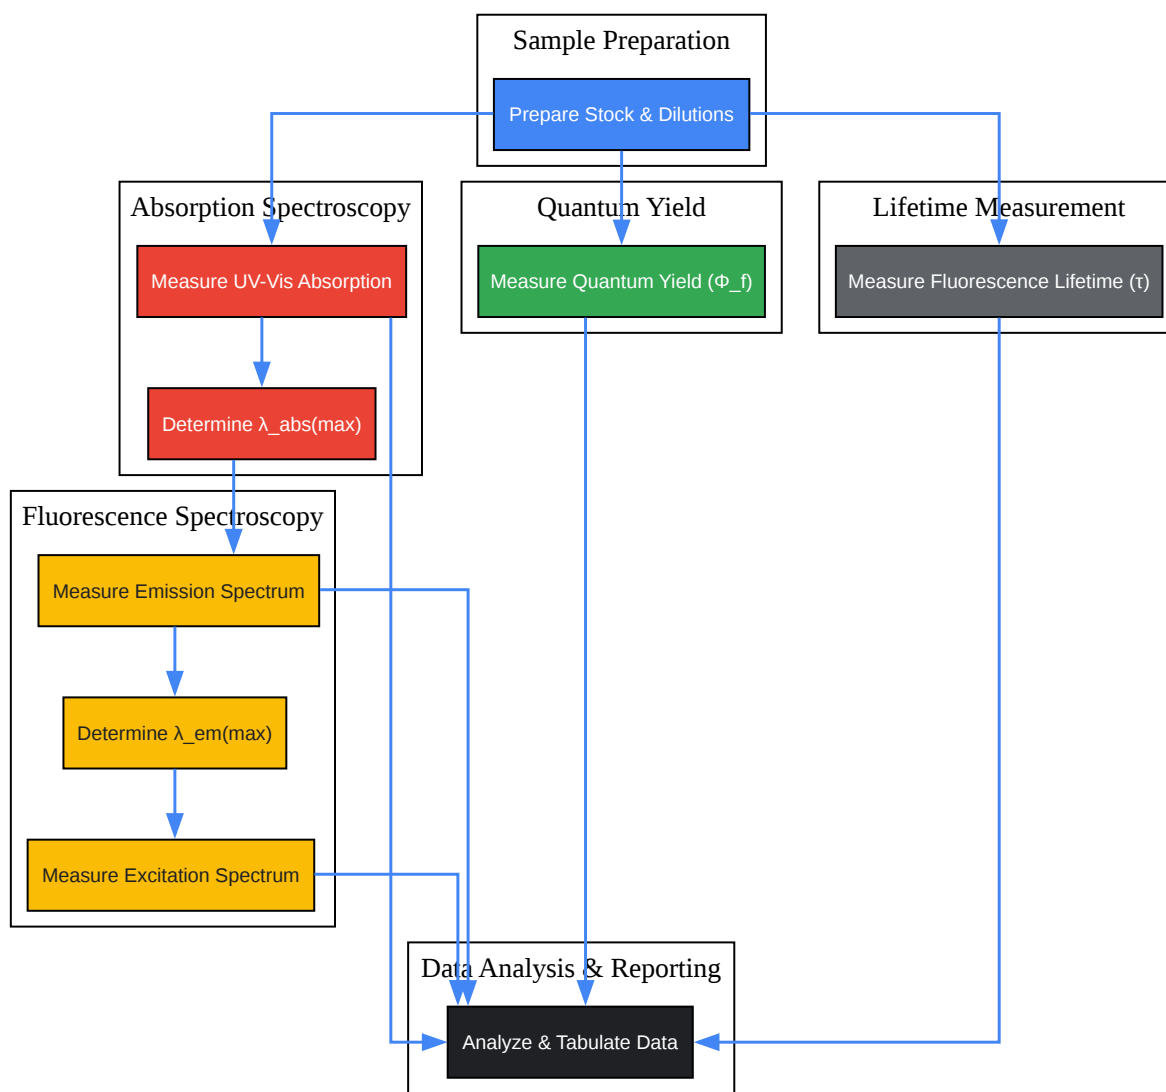 Sample Preparation
Prepare Stock & Dilutions
Absorption Spectroscopy
Measure UV-Vis Absorption
Determine λ_abs(max)
Quantum Yield
Measure Quantum Yield (Φ_f)
Lifetime Measurement
Measure Fluorescence Lifetime (τ)
Fluorescence Spectroscopy
Measure Emission Spectrum
Determine λ_em(max)
Measure Excitation Spectrum
Data Analysis & Reporting
Analyze & Tabulate Data